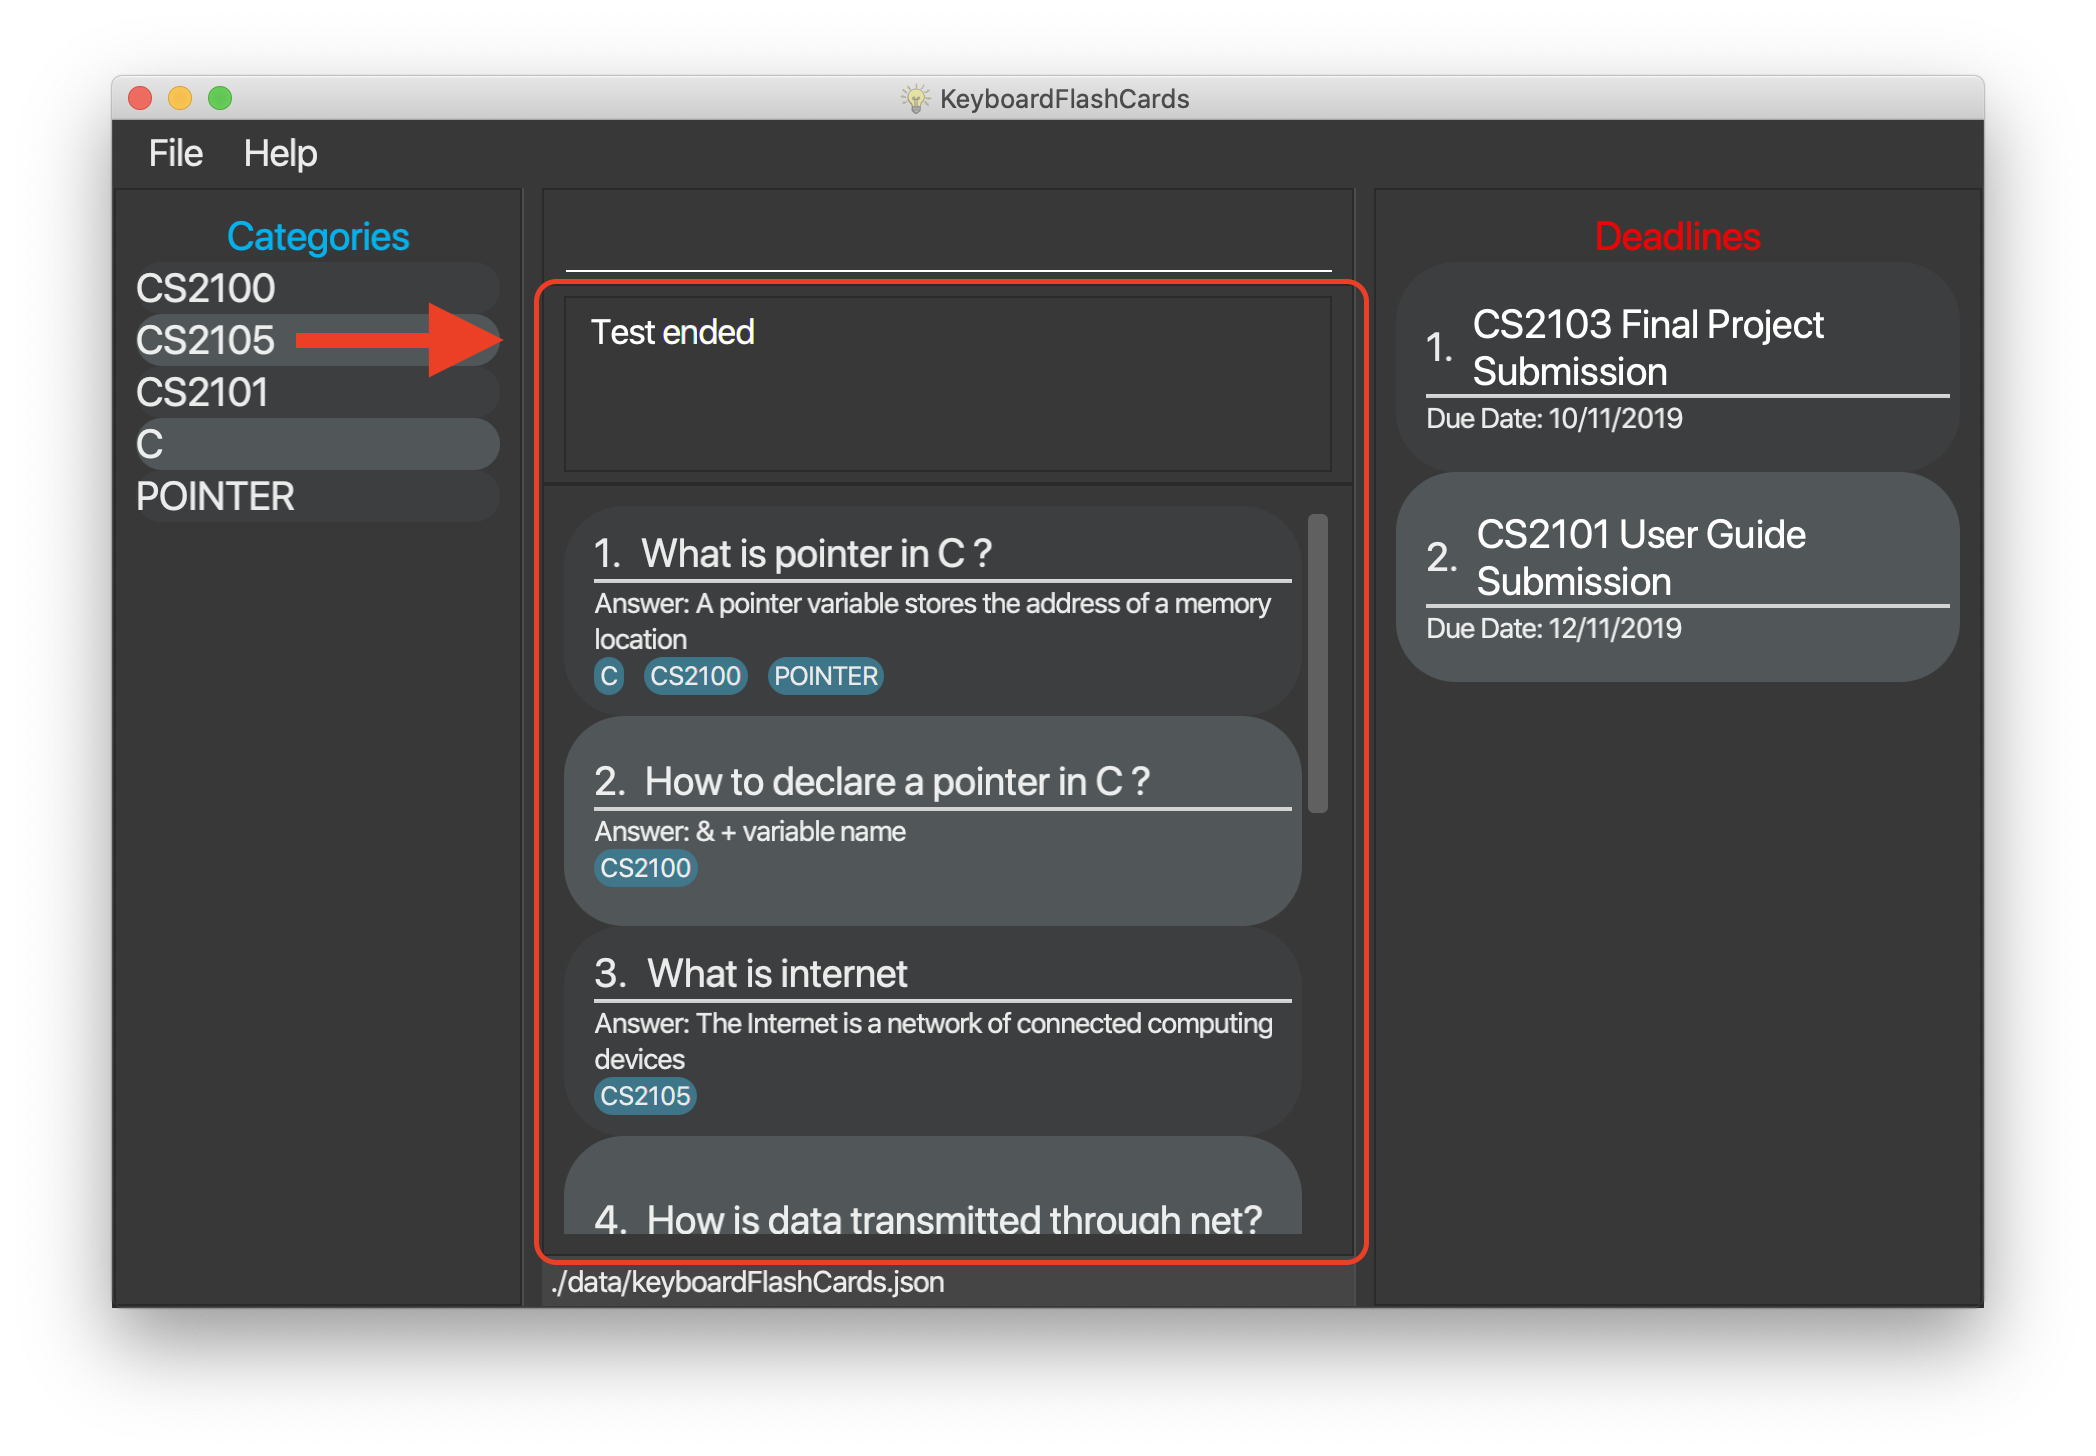 KeyboardFlashCards
File Help
Categories
CS2100
CS2105
CS2101
C
POINTER
Test ended
1. What is pointer in C ?
Answer: A pointer variable stores the address of a memory
location
C CS2100 POINTER
2. How to declare a pointer in C ?
Answer: & + variable name
CS2100
3. What is internet
Answer: The Internet is a network of connected computing
devices
CS2105
4. How is data transmitted through net?
./data/keyboardFlashCards.json
Deadlines
1. CS2103 Final Project
Submission
Due Date: 10/11/2019
2. CS2101 User Guide
Submission
Due Date: 12/11/2019